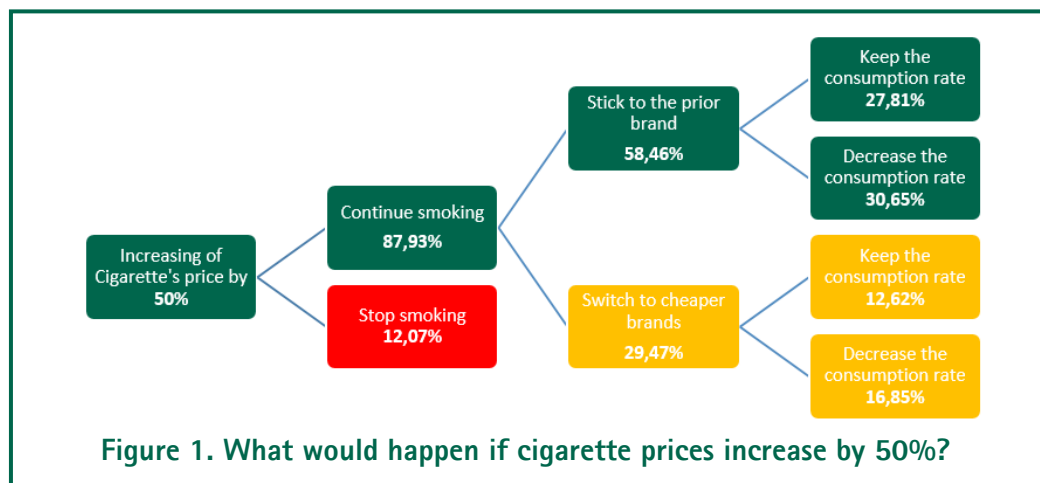 Increasing of
Cigarette's price by
50%
Continue smoking
87,93%
Stop smoking
12,07%
Stick to the prior
brand
58,46%
Switch to cheaper
brands
29,47%
Keep the
consumption rate
27,81%
Decrease the
consumption rate
30,65%
Keep the
consumption rate
12,62%
Decrease the
consumption rate
16,85%
Figure 1. What would happen if cigarette prices increase by 50%?